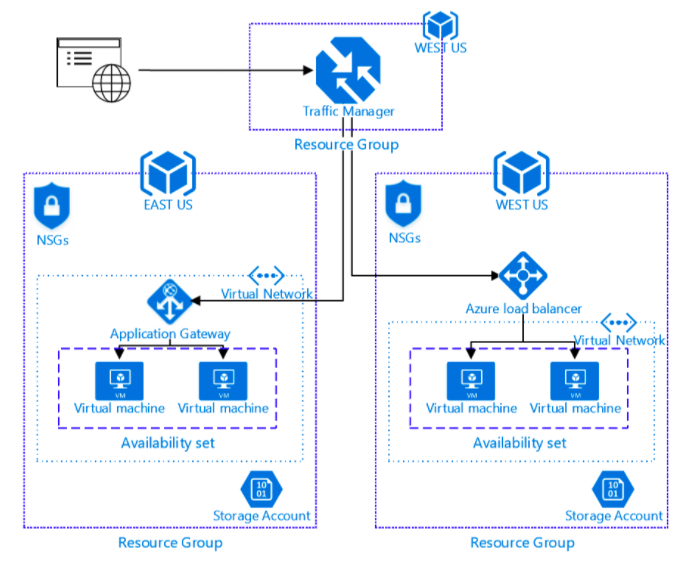 WEST US
Traffic Manager
Resource Group
EAST US
NSGs
Virtual Network
Application Gateway
VM
VM
Virtual machine
Virtual machine
Availability set
10
01
Storage Account
Resource Group
WEST US
NSGs
Azure load balancer
Virtual Network
VM
VM
Virtual machine
Virtual machine
Availability set
10
01
Storage Account
Resource Group